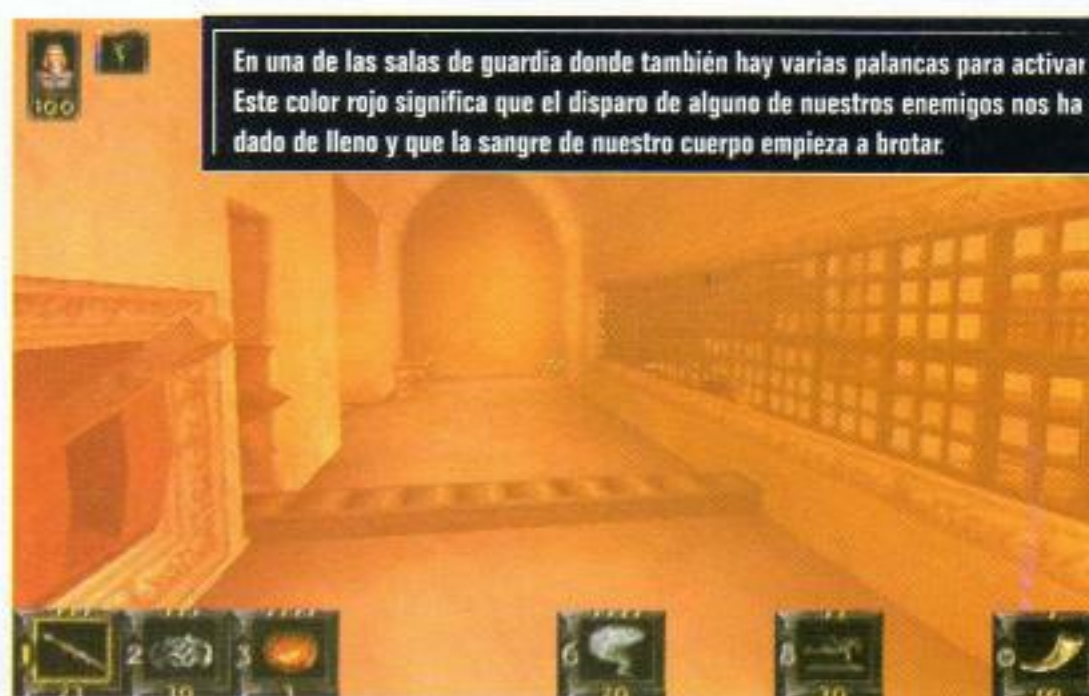 En una de las salas de guardia donde también hay varias palancas para activar
Este color rojo significa que el disparo de alguno de nuestros enemigos nos ha
dado de lleno y que la sangre de nuestro cuerpo empieza a brotar.
100
1 2 3 6 8